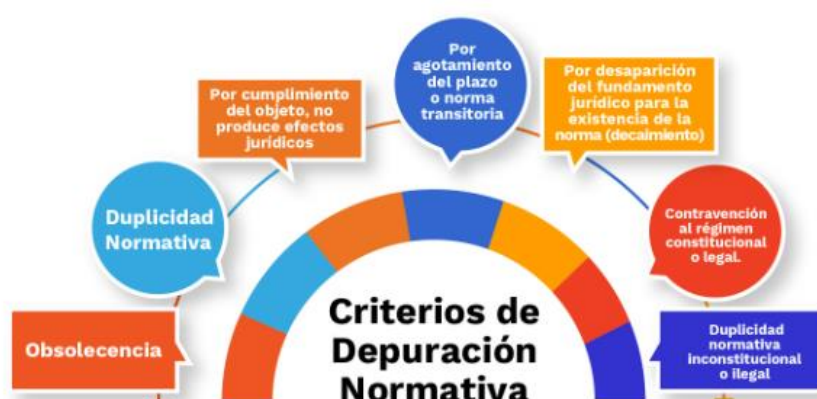 Por
agotamiento
del plazo
o norma
transitoria
Por cumplimiento
del objeto, no
produce efectos
jurídicos
Por desaparición
del fundamento
jurídico para la
existencia de la
norma (decaimiento)
Duplicidad
Normativa
Contravención
al régimen
constitucional
o legal.
Obsolecencia
Criterios de
Depuración
Normativa
Duplicidad
normativa
inconstitucional
o ilegal